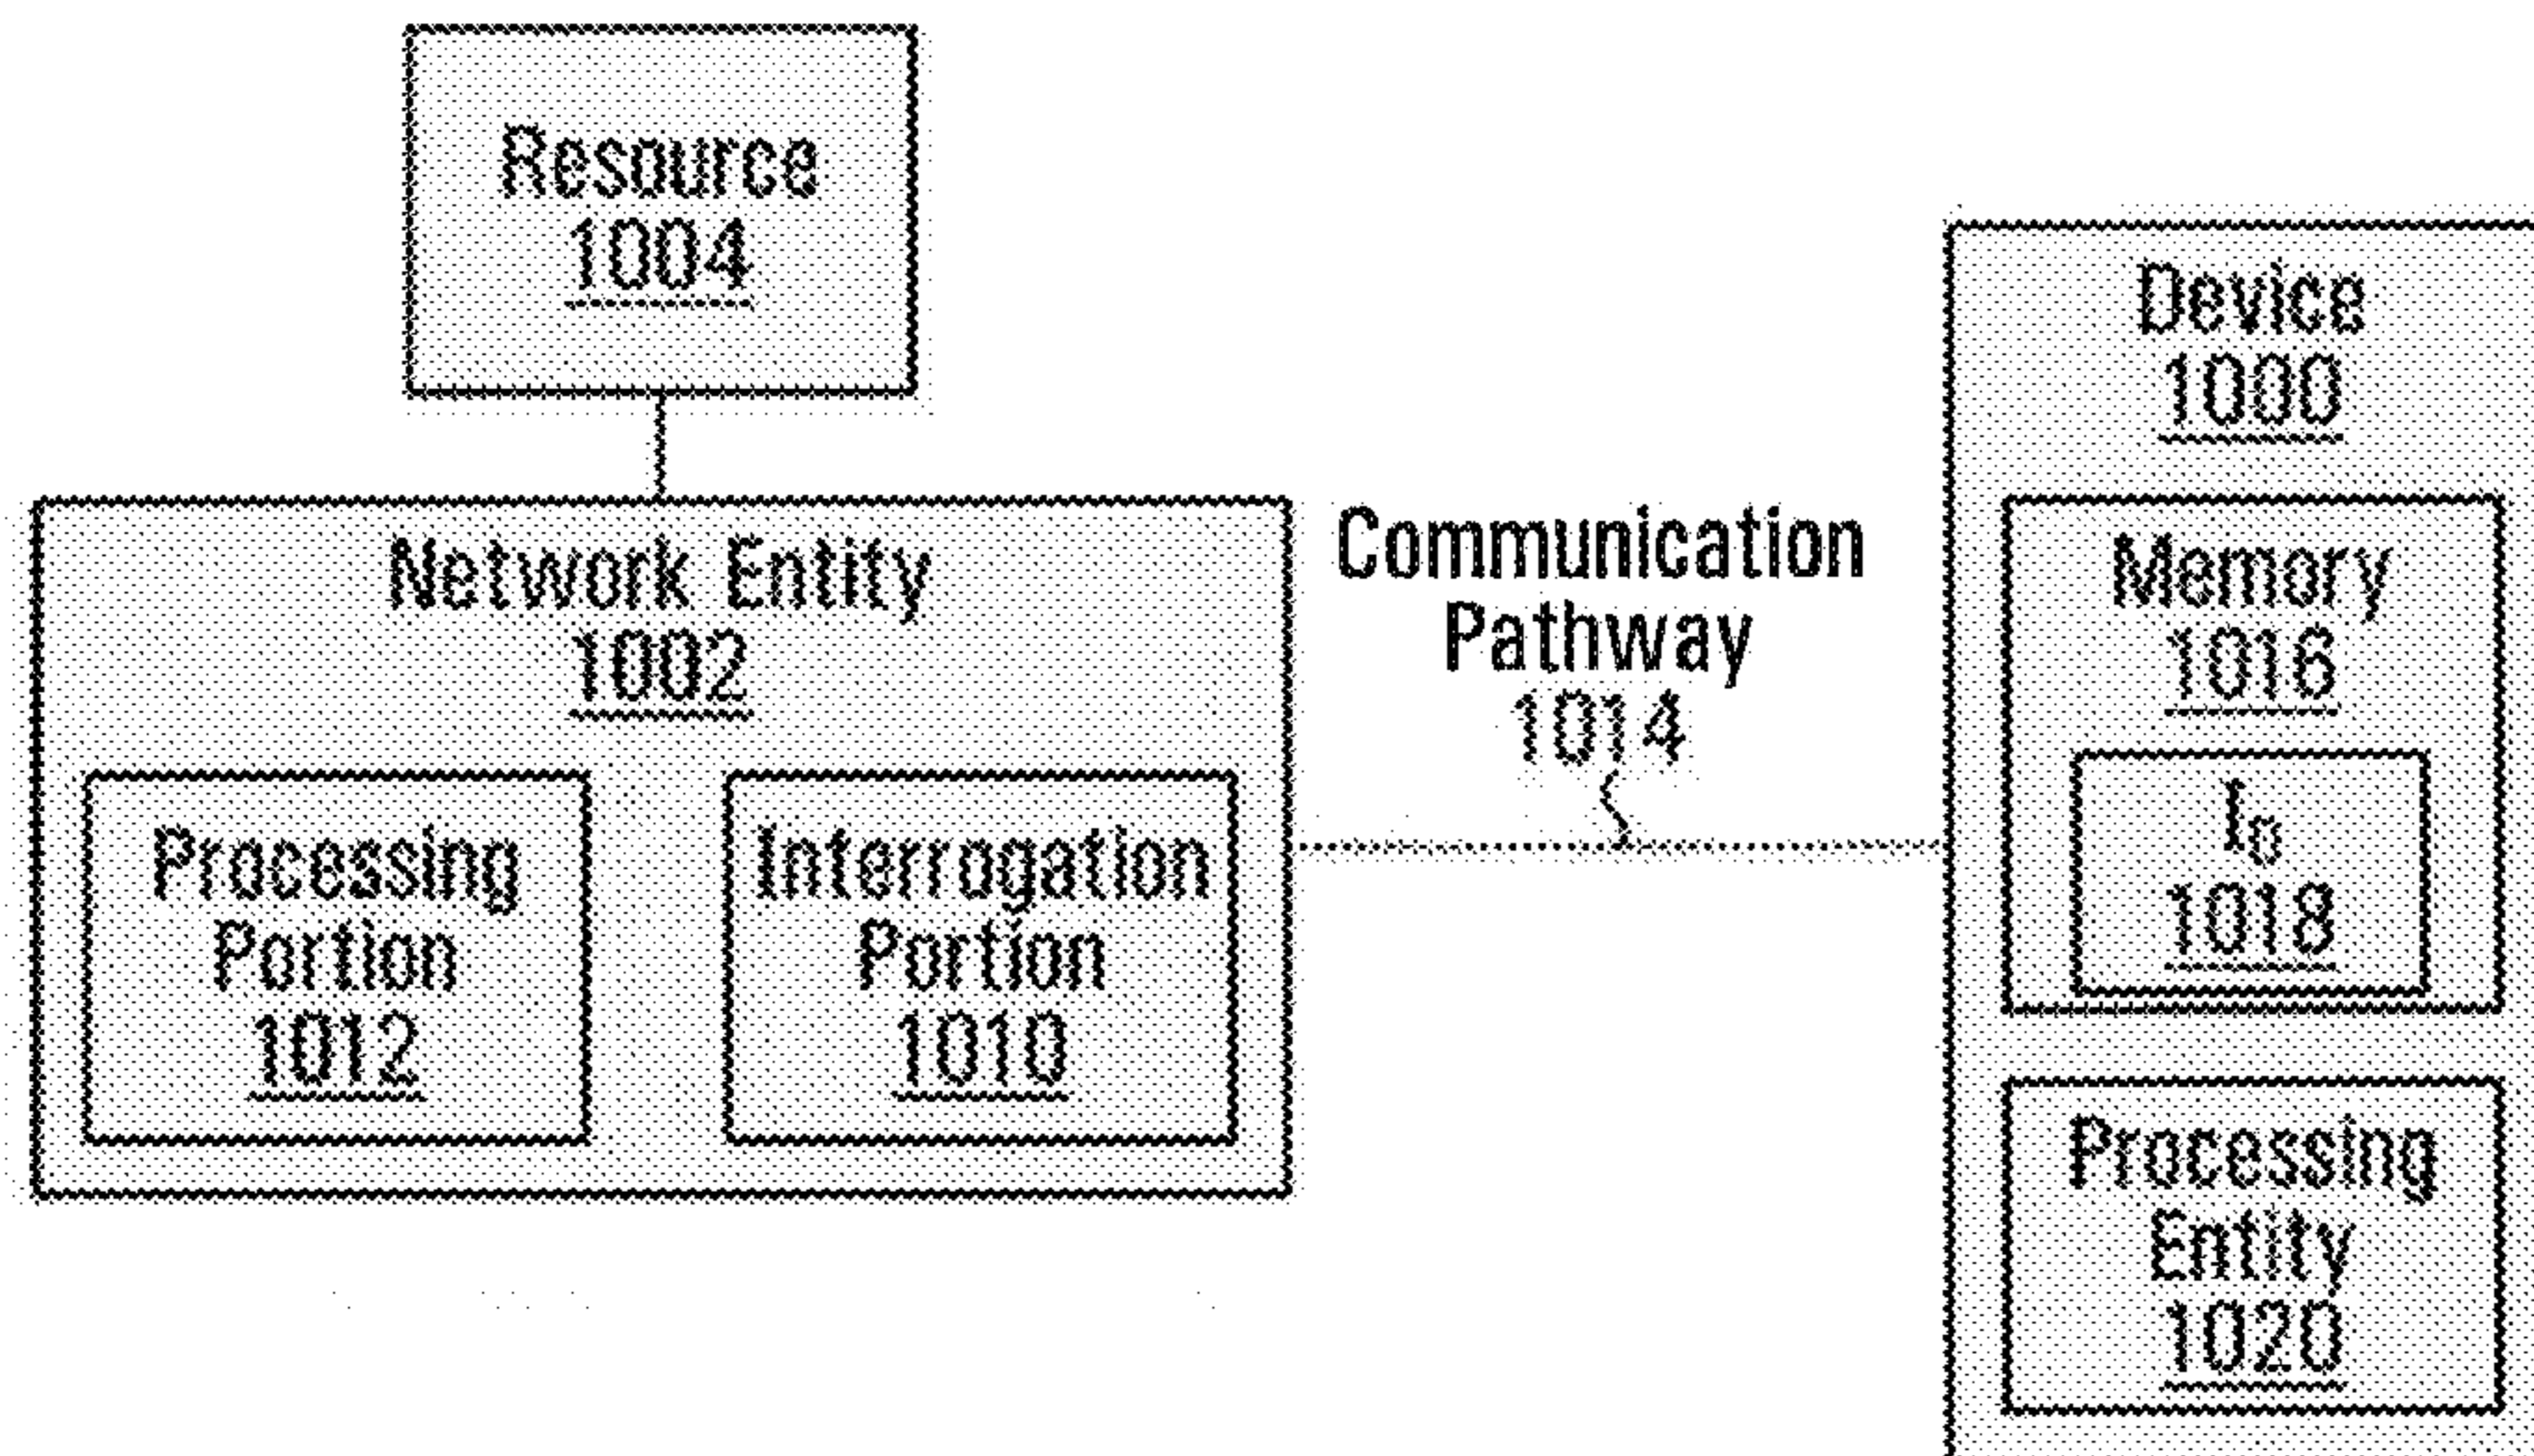 Resource
1004
Network Entity
1002
Processing
Portion
1012
Interrogation
Portion
1010
Communication
Pathway
1014
Device
1000
Memory
1016
I₀
1018
Processing
Entity
1020